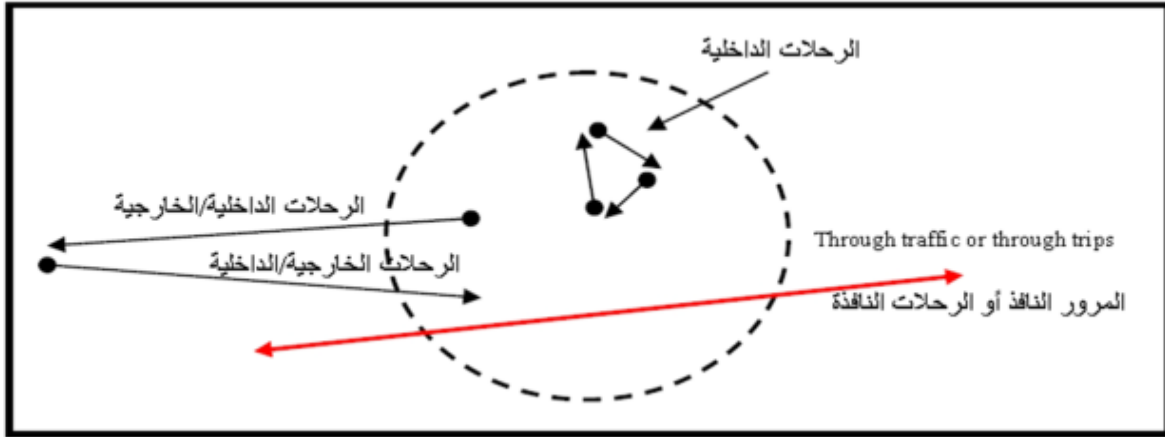 الرحلات الداخلية
الرحلات الداخلية/الخارجية
الرحلات الخارجية/الداخلية
Through traffic or through trips
المرور النافذ أو الرحلات النافذة